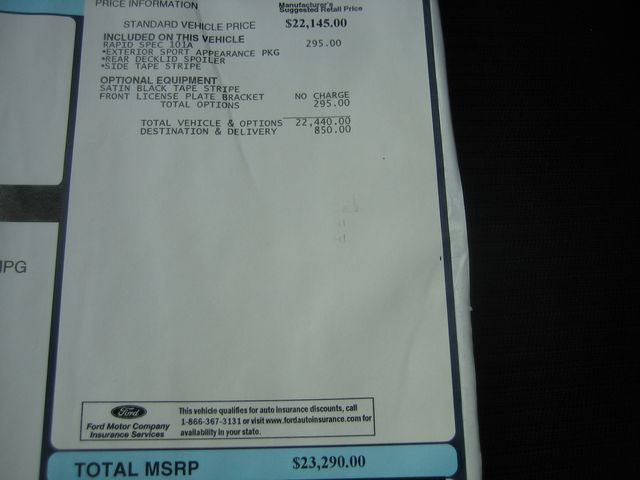 PRICE INFORMATION
Manufacturer's
Suggested Retail Price
STANDARD VEHICLE PRICE $22,145.00
INCLUDED ON THIS VEHICLE
RAPID SPEC 101A 295.00
*EXTERIOR SPORT APPEARANCE PKG
*REAR DECKLID SPOILER
*SIDE TAPE STRIPE
OPTIONAL EQUIPMENT
SATIN BLACK TAPE STRIPE
FRONT LICENSE PLATE BRACKET NO CHARGE
TOTAL OPTIONS 295.00
TOTAL VEHICLE & OPTIONS 22,440.00
DESTINATION & DELIVERY 850.00
MPG
Ford
Ford Motor Company
Insurance Services
This vehicle qualifies for auto insurance discounts, call
1-866-367-3131 or visit www.fordautoinsurance.com for
availability in your state.
TOTAL MSRP $23,290.00